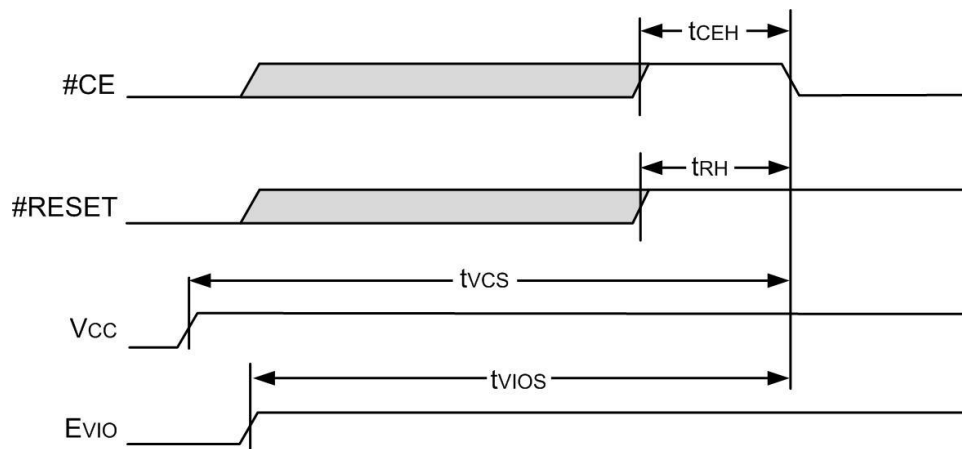 tCEH
#CE
tRH
#RESET
tVCS
VCC
tVIOS
EVIO